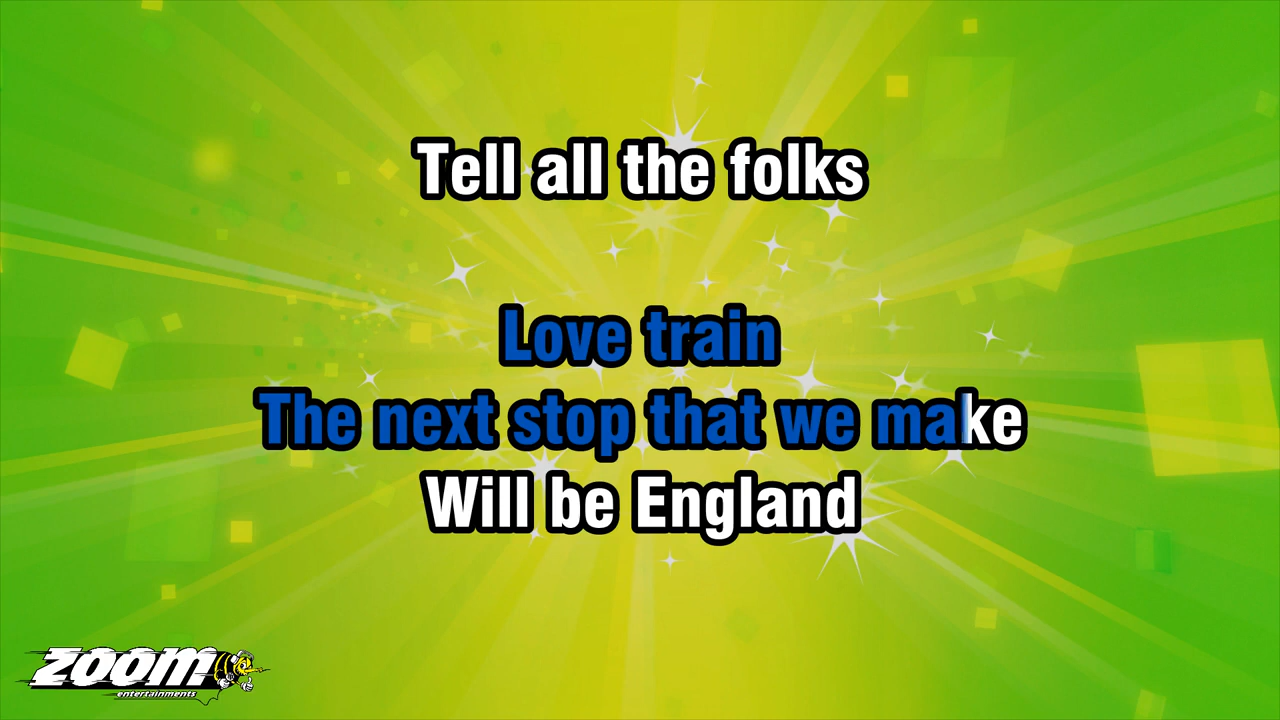 Tell all the folks
Love train
The next stop that we make
Will be England
zoom
entertainments